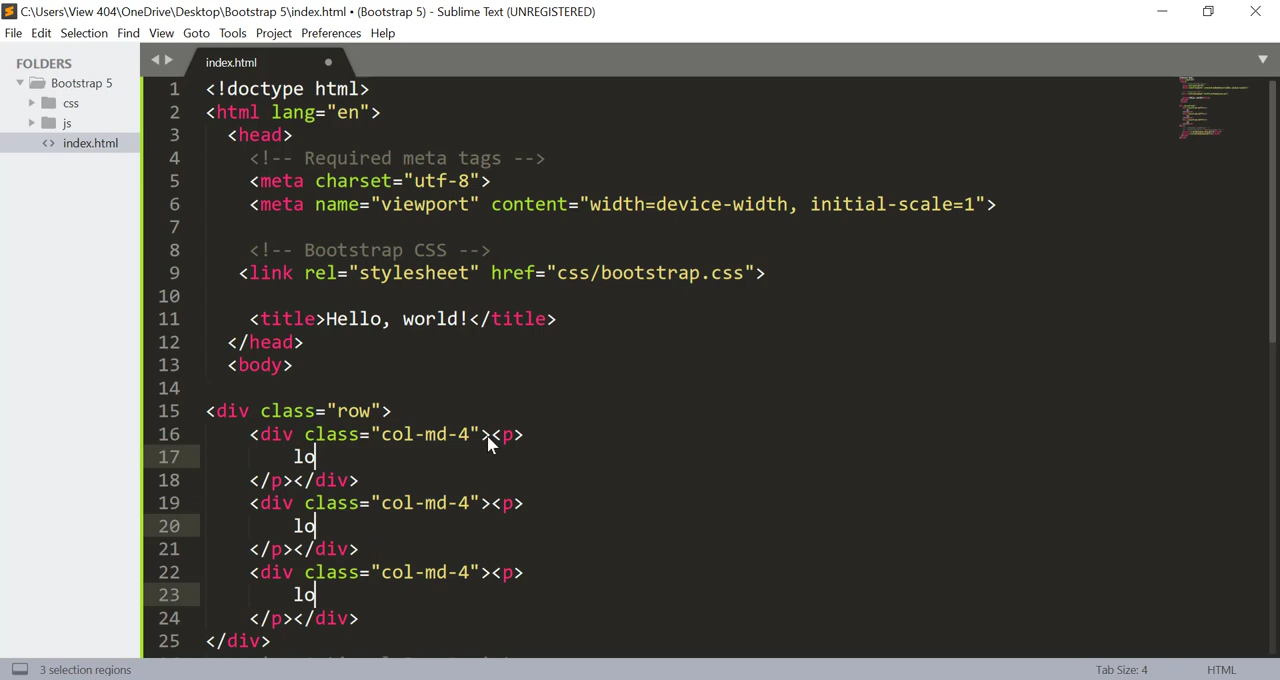 C:\Users\View 404\OneDrive\Desktop\Bootstrap 5\index.html • (Bootstrap 5) - Sublime Text (UNREGISTERED)
File Edit Selection Find View Goto Tools Project Preferences Help
FOLDERS
Bootstrap 5
css
js
index.html
index.html
1 <!doctype html>
2 <html lang="en">
3 <head>
4 <!-- Required meta tags -->
5 <meta charset="utf-8">
6 <meta name="viewport" content="width=device-width, initial-scale=1">
7
8 <!-- Bootstrap CSS -->
9 <link rel="stylesheet" href="css/bootstrap.css">
10
11 <title>Hello, world!</title>
12 </head>
13 <body>
14
15 <div class="row">
16 <div class="col-md-4"><p>
17 lo
18 </p></div>
19 <div class="col-md-4"><p>
20 lo
21 </p></div>
22 <div class="col-md-4"><p>
23 lo
24 </p></div>
25 </div>
3 selection regions Tab Size: 4 HTML